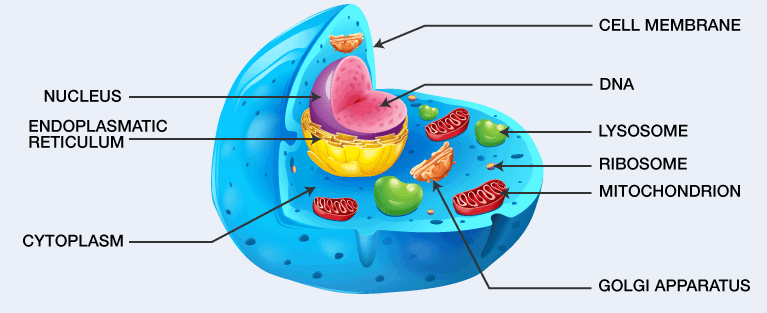 CELL MEMBRANE
NUCLEUS
DNA
ENDOPLASMATIC
RETICULUM
LYSOSOME
RIBOSOME
MITOCHONDRION
CYTOPLASM
GOLGI APPARATUS